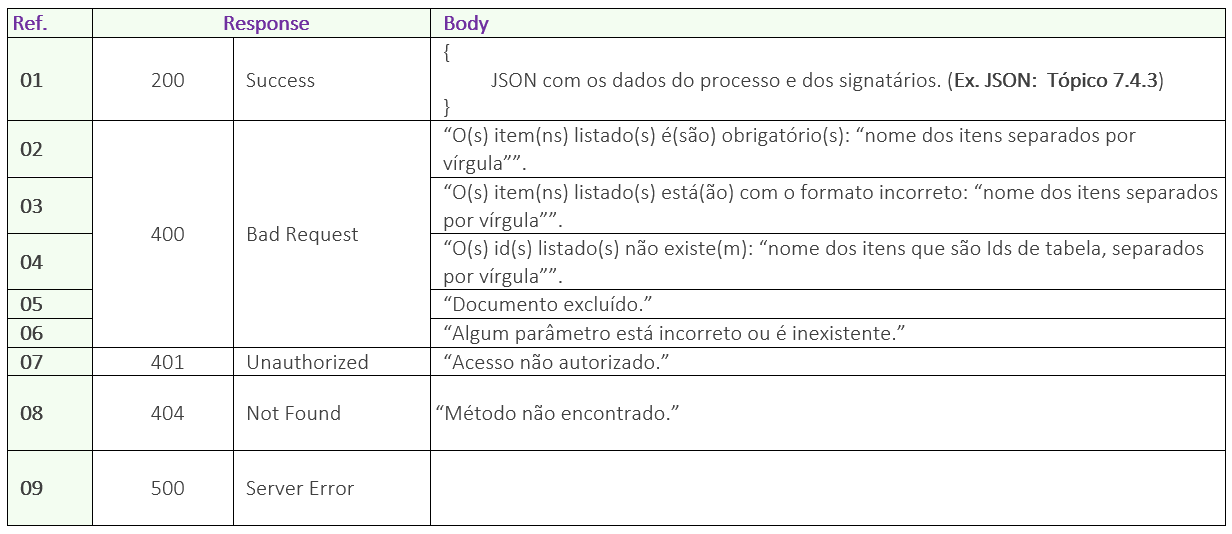 Ref. Response Body
01 200 Success {
JSON com os dados do processo e dos signatários. (Ex. JSON: Tópico 7.4.3)
}
02 “O(s) item(ns) listado(s) é(são) obrigatório(s): “nome dos itens separados por
vírgula””.
03 “O(s) item(ns) listado(s) está(ão) com o formato incorreto: “nome dos itens separados
por vírgula””.
400 Bad Request
04 “O(s) id(s) listado(s) não existe(m): “nome dos itens que são Ids de tabela, separados
por vírgula””.
05 “Documento excluído.”
06 “Algum parâmetro está incorreto ou é inexistente.”
07 401 Unauthorized “Acesso não autorizado.”
08 404 Not Found “Método não encontrado.”
09 500 Server Error